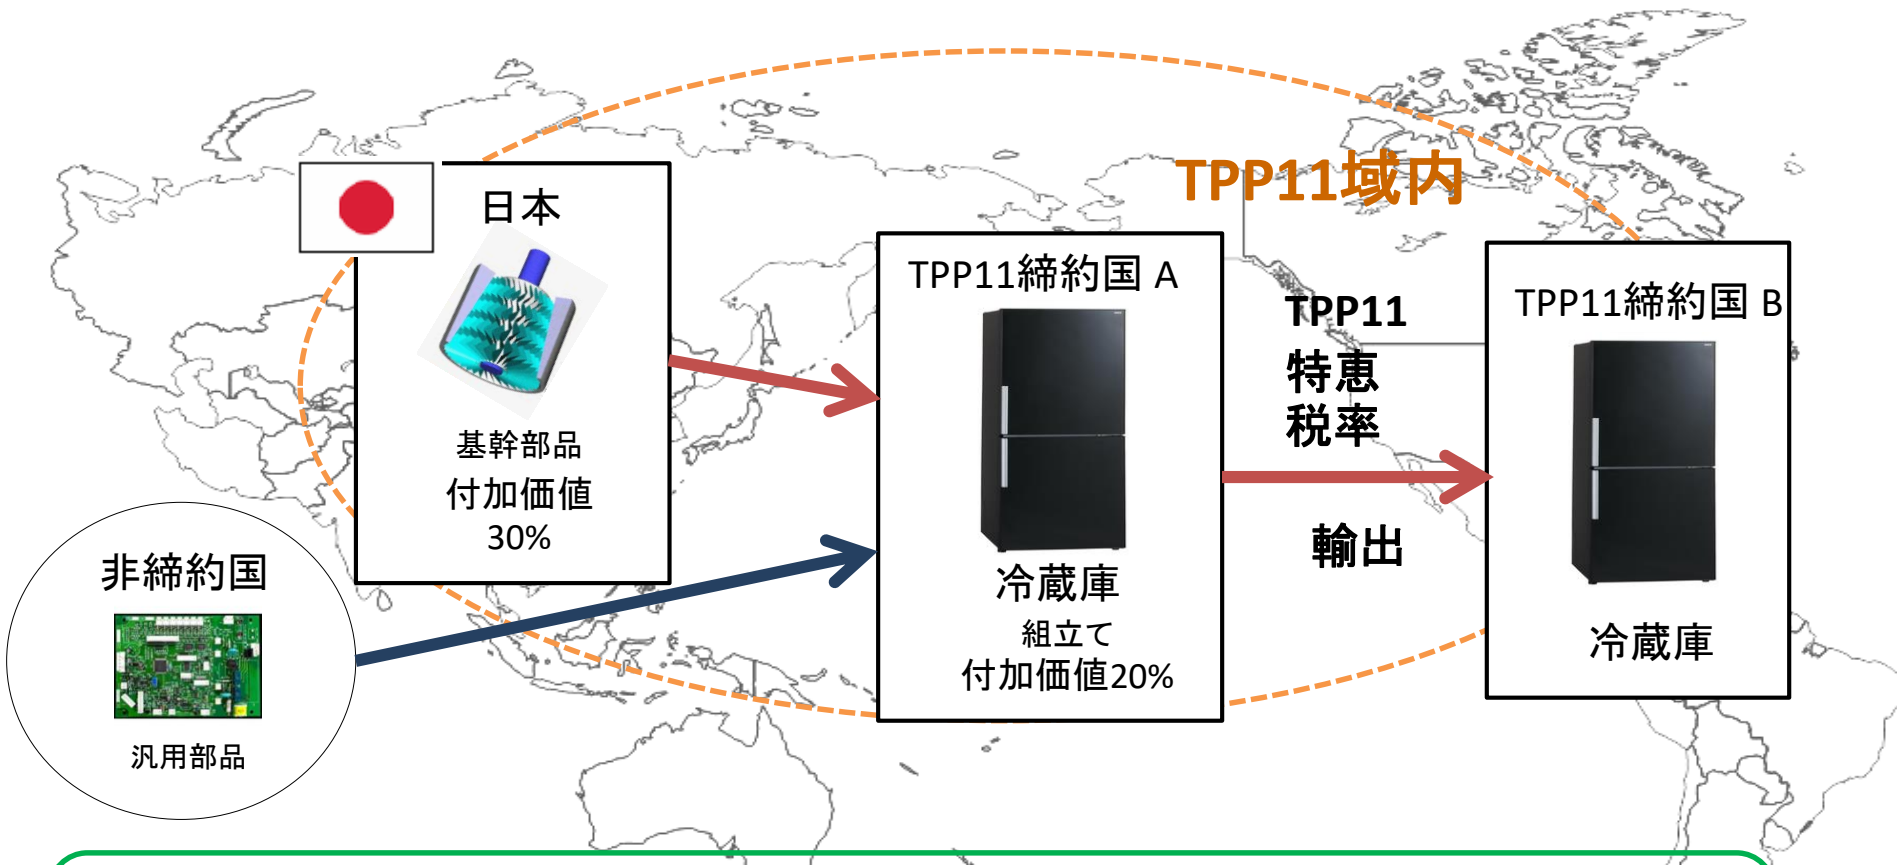 TPP11域内
日本
基幹部品
付加価値
30%
非締約国
汎用部品
TPP11締約国 A
冷蔵庫
組立て
付加価値20%
TPP11
特恵
税率
輸出
TPP11締約国 B
冷蔵庫